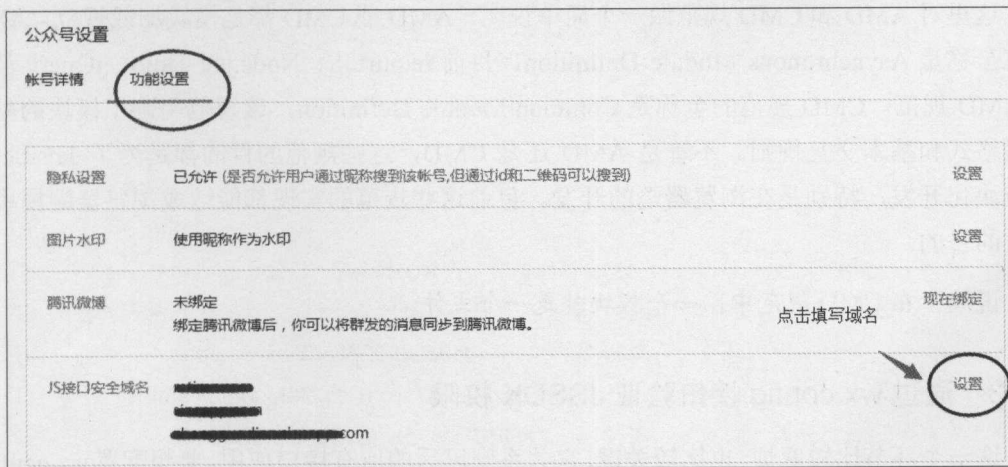 公众号设置
帐号详情 功能设置
隐私设置 已允许 (是否允许用户通过昵称搜到该帐号,但通过id和二维码可以搜到) 设置
图片水印 使用昵称作为水印 设置
腾讯微博 未绑定 现在绑定
绑定腾讯微博后，你可以将群发的消息同步到腾讯微博。
点击填写域名
JS接口安全域名 设置
com